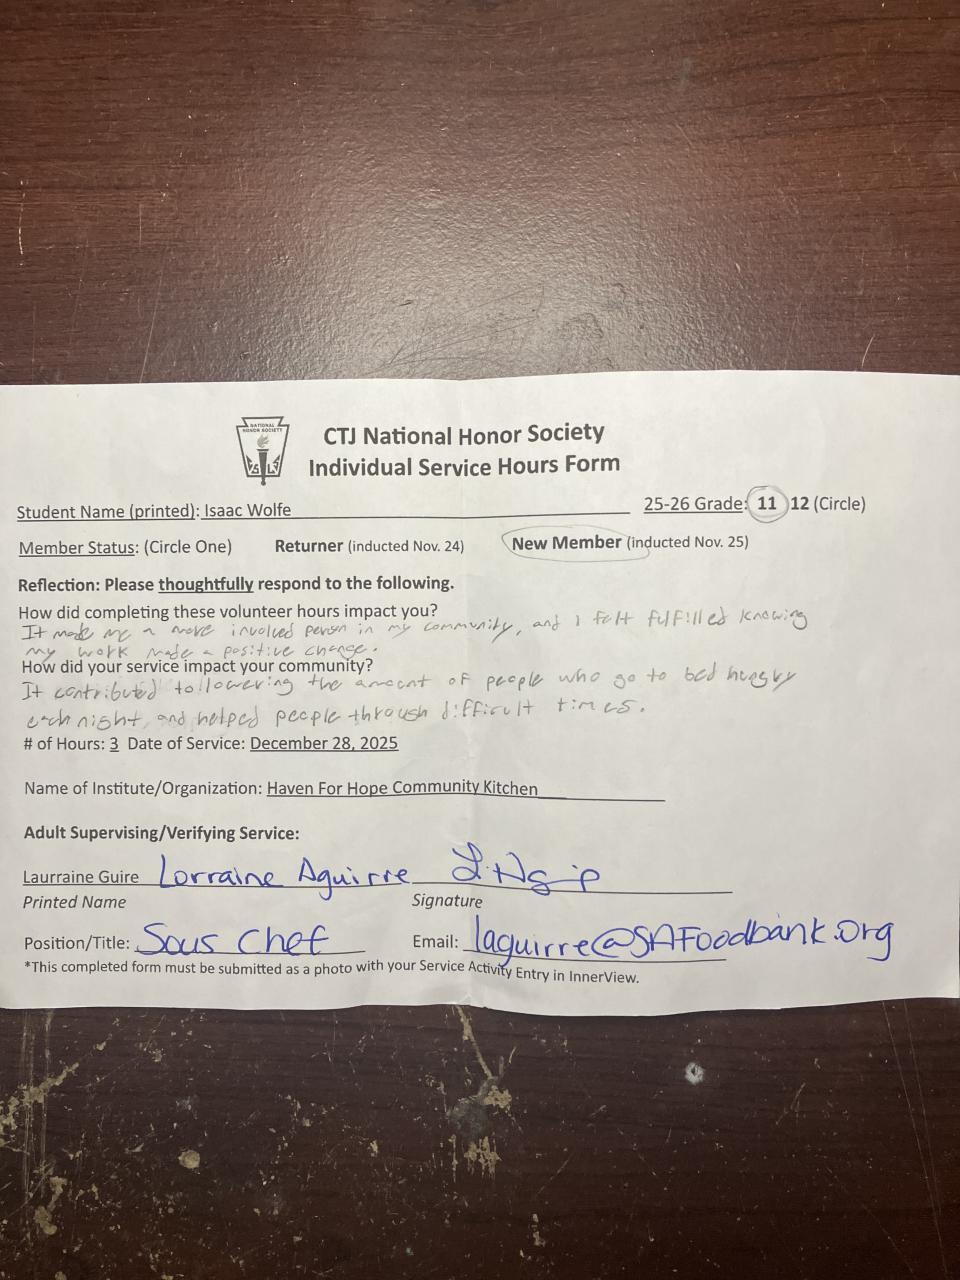 NATIONAL
HONOR SOCIETY
CTJ National Honor Society
Individual Service Hours Form
Student Name (printed): Isaac Wolfe 25-26 Grade: 11 12 (Circle)
Member Status: (Circle One) Returner (inducted Nov. 24) New Member (inducted Nov. 25)
Reflection: Please thoughtfully respond to the following.
How did completing these volunteer hours impact you?
It made me a more involved person in my community, and I felt fulfilled knowing
my work made a positive change.
How did your service impact your community?
It contributed to lowering the amount of people who go to bed hungry
each night, and helped people through difficult times.
# of Hours: 3 Date of Service: December 28, 2025
Name of Institute/Organization: Haven For Hope Community Kitchen
Adult Supervising/Verifying Service:
Laurraine Guire Lorraine Aguirre
Printed Name Signature
Position/Title: Sous Chef Email: laguirre@SAFoodbank.org
*This completed form must be submitted as a photo with your Service Activity Entry in InnerView.